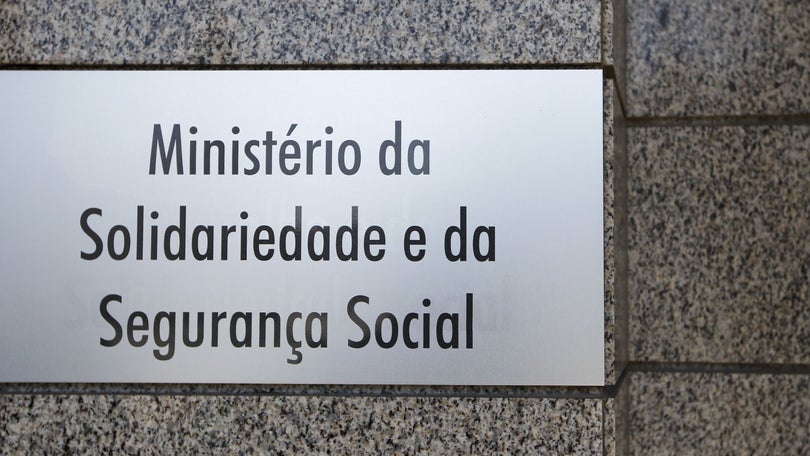 Ministério da
Solidariedade e da
Segurança Social